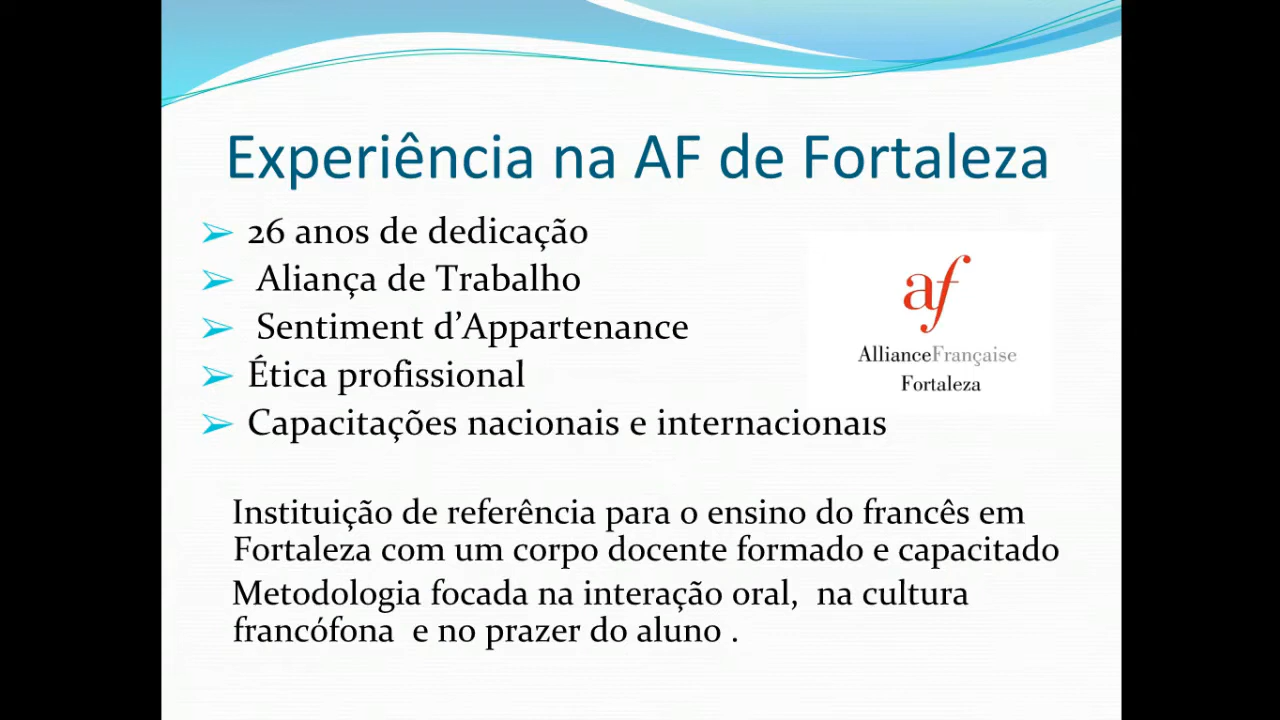 Experiência na AF de Fortaleza
26 anos de dedicação
Aliança de Trabalho
Sentiment d’Appartenance
Ética profissional
Capacitações nacionais e internacionais
af
AllianceFrançaise
Fortaleza
Instituição de referência para o ensino do francês em
Fortaleza com um corpo docente formado e capacitado
Metodologia focada na interação oral, na cultura
francófona e no prazer do aluno .